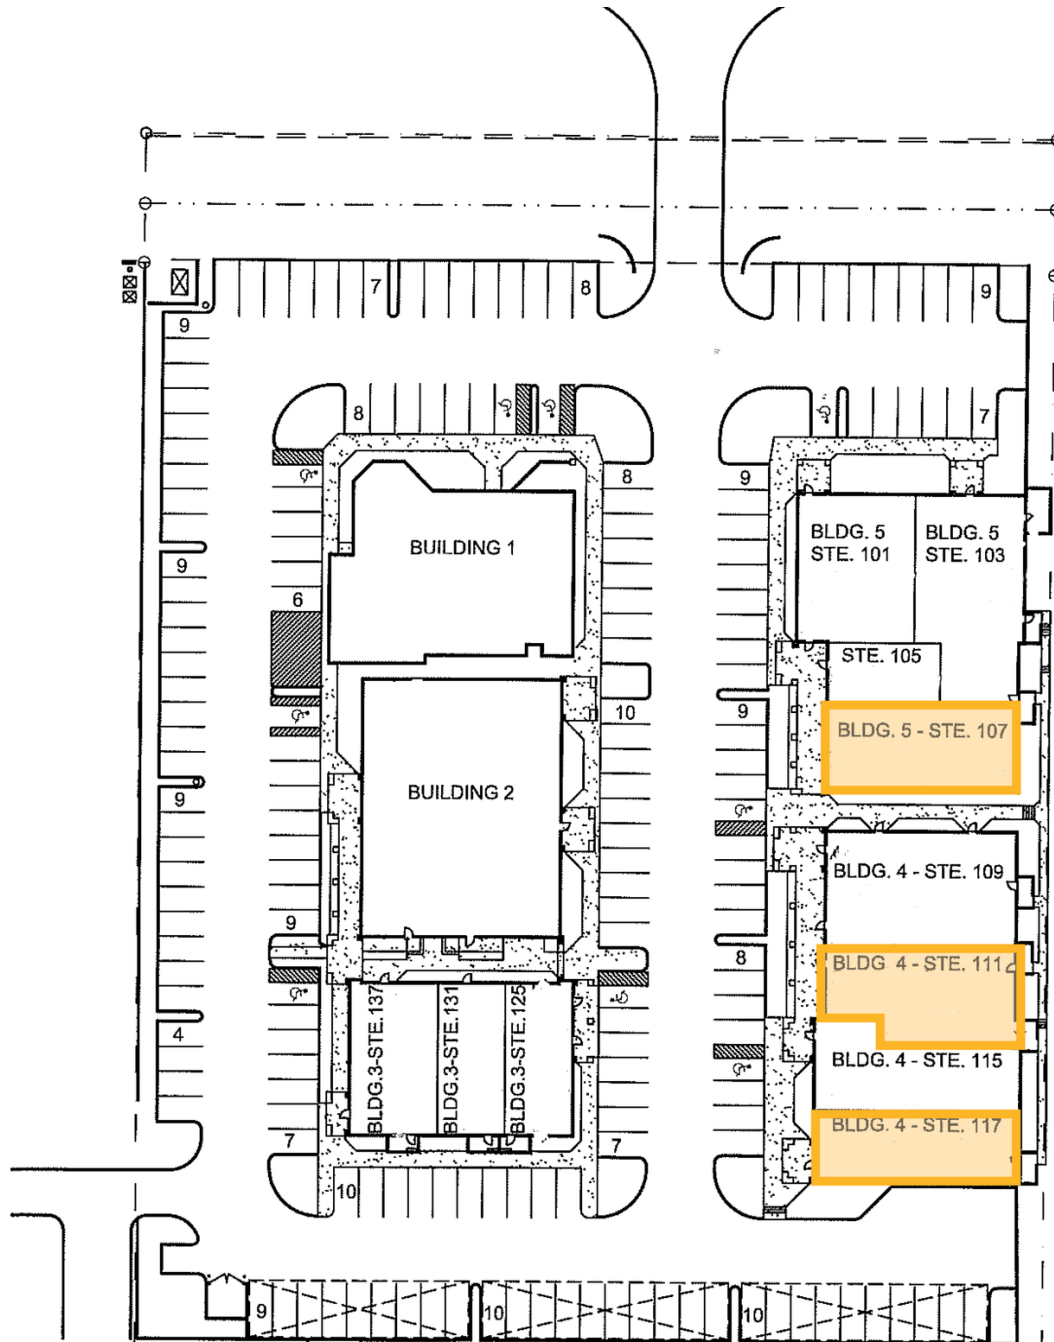 7
8
9
9
8
7
8
9
BUILDING 1
BLDG. 5
STE. 101
BLDG. 5
STE. 103
9
6
STE. 105
10
9
BLDG. 5 - STE. 107
BUILDING 2
9
BLDG. 4 - STE. 109
9
8
BLDG. 4 - STE. 111
BLDG.3-STE.137
BLDG.3-STE.131
BLDG.3-STE.125
4
BLDG. 4 - STE. 115
BLDG. 4 - STE. 117
7
7
10
9
10
10